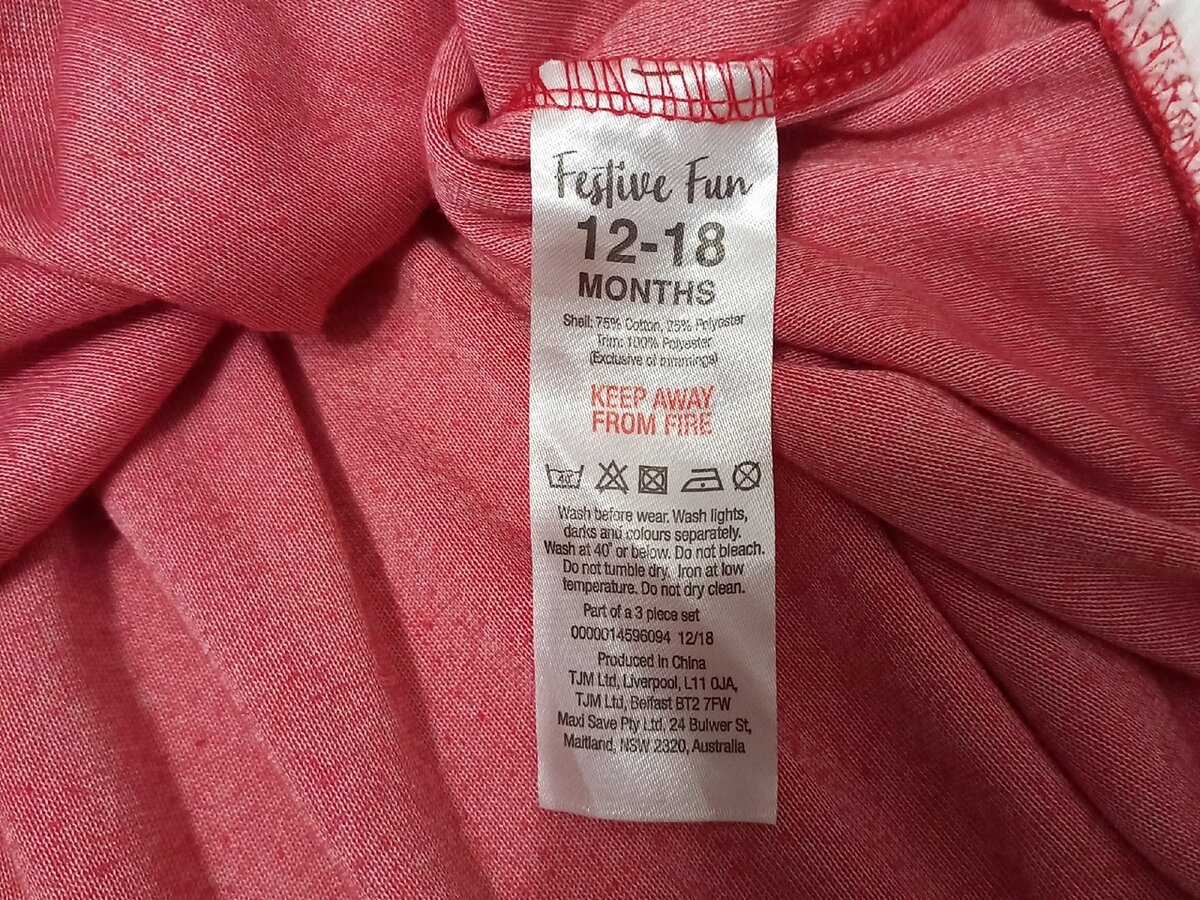 Festive Fun
12-18
MONTHS
Shell: 75% Cotton, 25% Polyester
Trim: 100% Polyester
(Exclusive of trimmings)
KEEP AWAY
FROM FIRE
40
Wash before wear. Wash lights,
darks and colours separately.
Wash at 40° or below. Do not bleach.
Do not tumble dry. Iron at low
temperature. Do not dry clean.
Part of a 3 piece set
0000014596094 12/18
Produced in China
TJM Ltd, Liverpool, L11 0JA,
TJM Ltd, Belfast BT2 7FW
Maxi Save Pty Ltd, 24 Bulwer St,
Maitland, NSW 2320, Australia